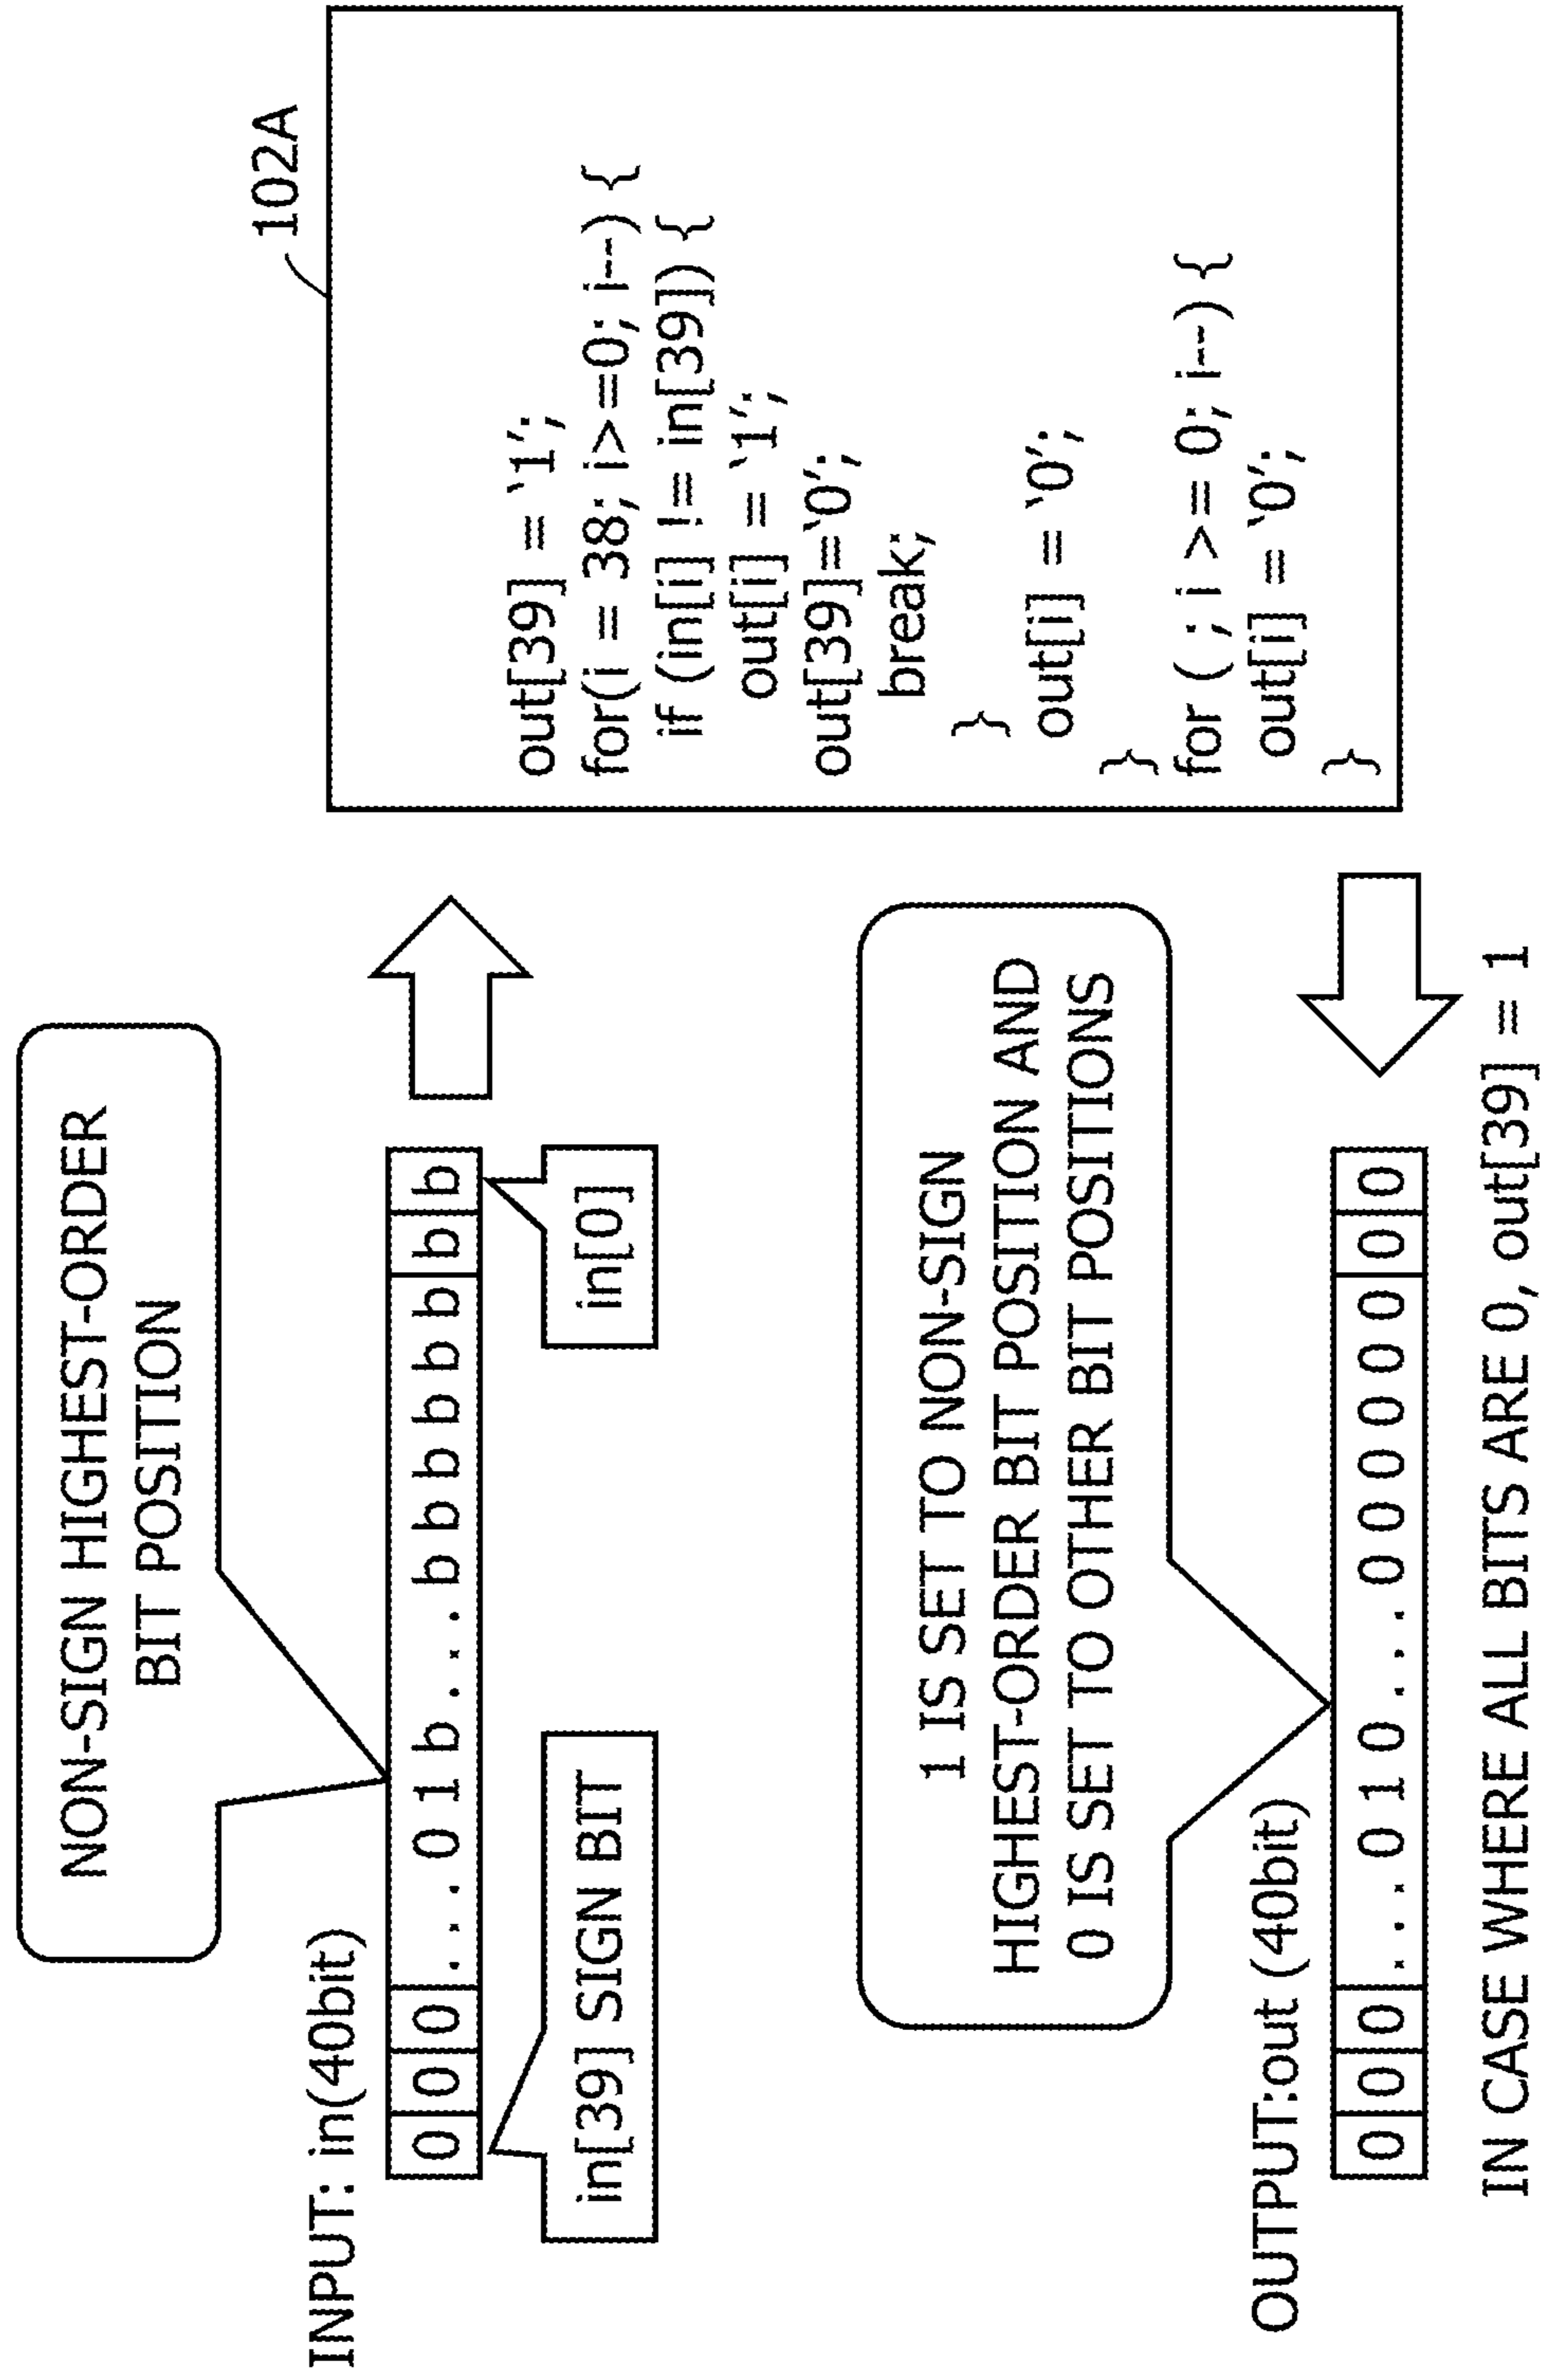 NON-SIGN HIGHEST-ORDER
BIT POSITION
INPUT: in(40bit)
0 0 0 . . . 0 1 b . . . b b b b b b b b
in[39] SIGN BIT
in[0]
102A
out[39] = ‘1’;
for(i = 38; i>=0; i--) {
if (in[i] != in[39]) {
out[i] = ‘1’;
out[39]=‘0’;
break;
}
out[i] = ‘0’;
}
for ( ; i >= 0; i--) {
out[i] = ‘0’;
}
1 IS SET TO NON-SIGN
HIGHEST-ORDER BIT POSITION AND
0 IS SET TO OTHER BIT POSITIONS
OUTPUT:out (40bit)
0 0 0 . . . 0 1 0 . . . 0 0 0 0 0 0 0 0
IN CASE WHERE ALL BITS ARE 0, out[39] = 1